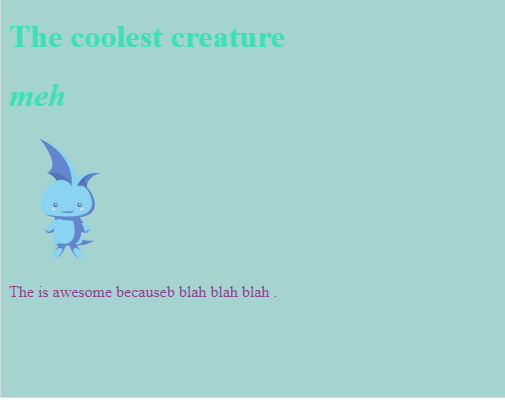 The coolest creature
meh
The is awesome becauseb blah blah blah .